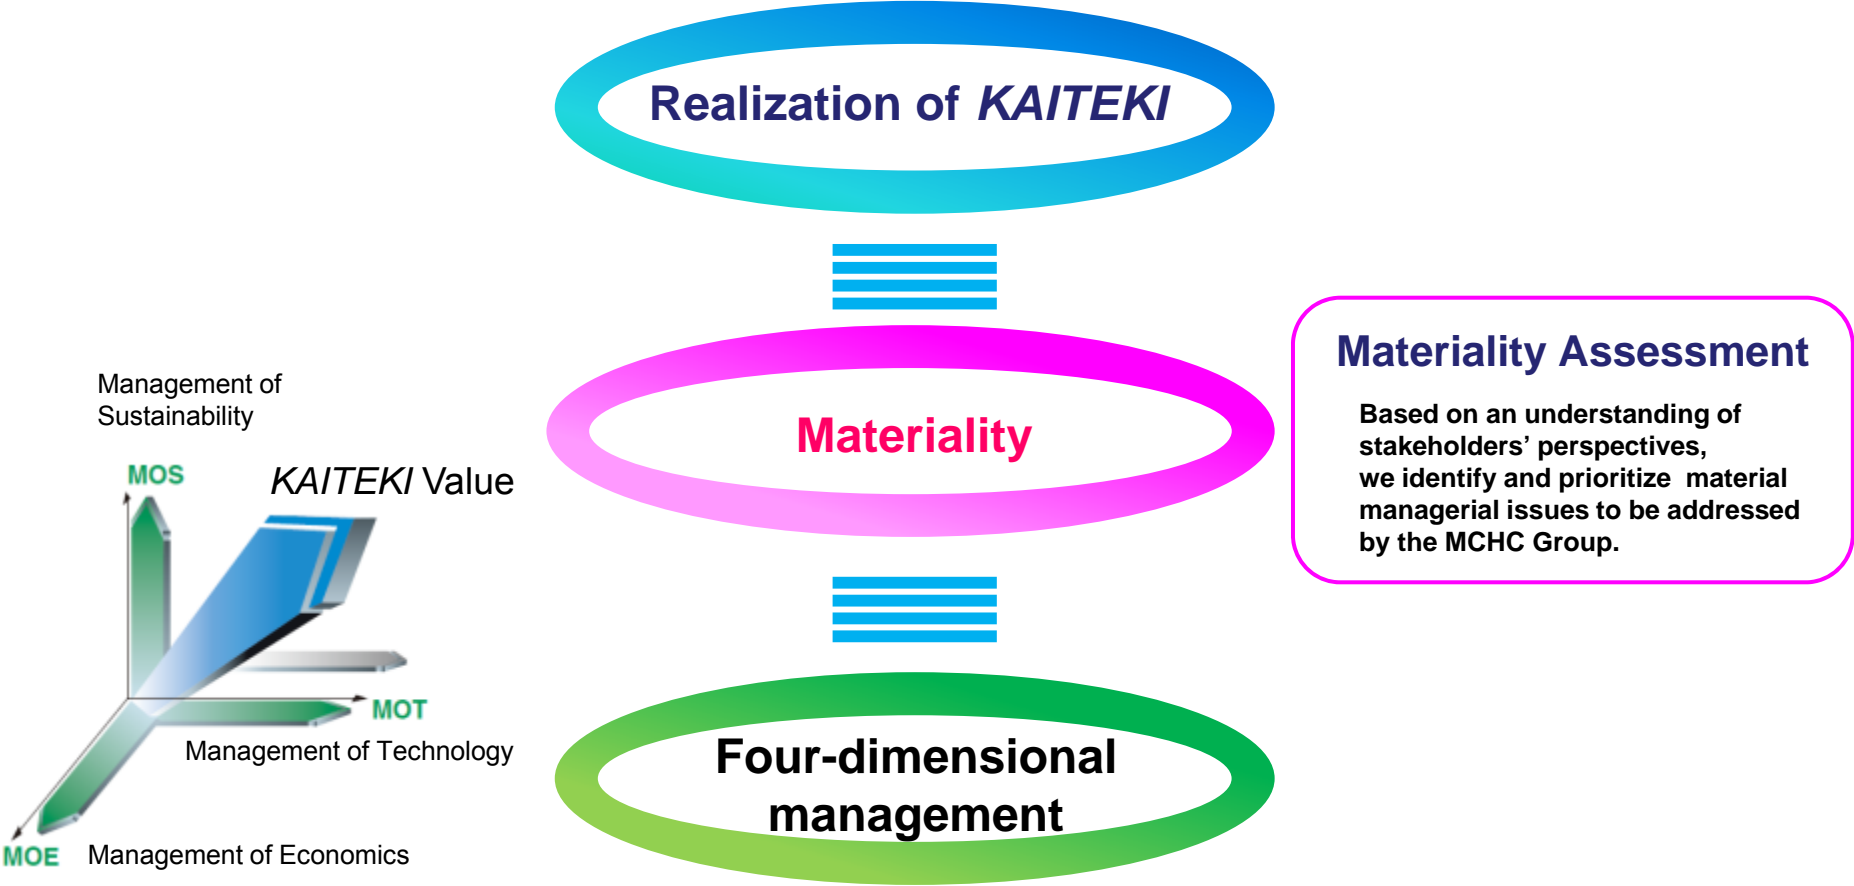 Realization of KAITEKI
Materiality
Four-dimensional
management
Materiality Assessment
Based on an understanding of
stakeholders’ perspectives,
we identify and prioritize  material
managerial issues to be addressed
by the MCHC Group.
Management of
Sustainability
MOS
KAITEKI Value
MOT
Management of Technology
MOE
Management of Economics